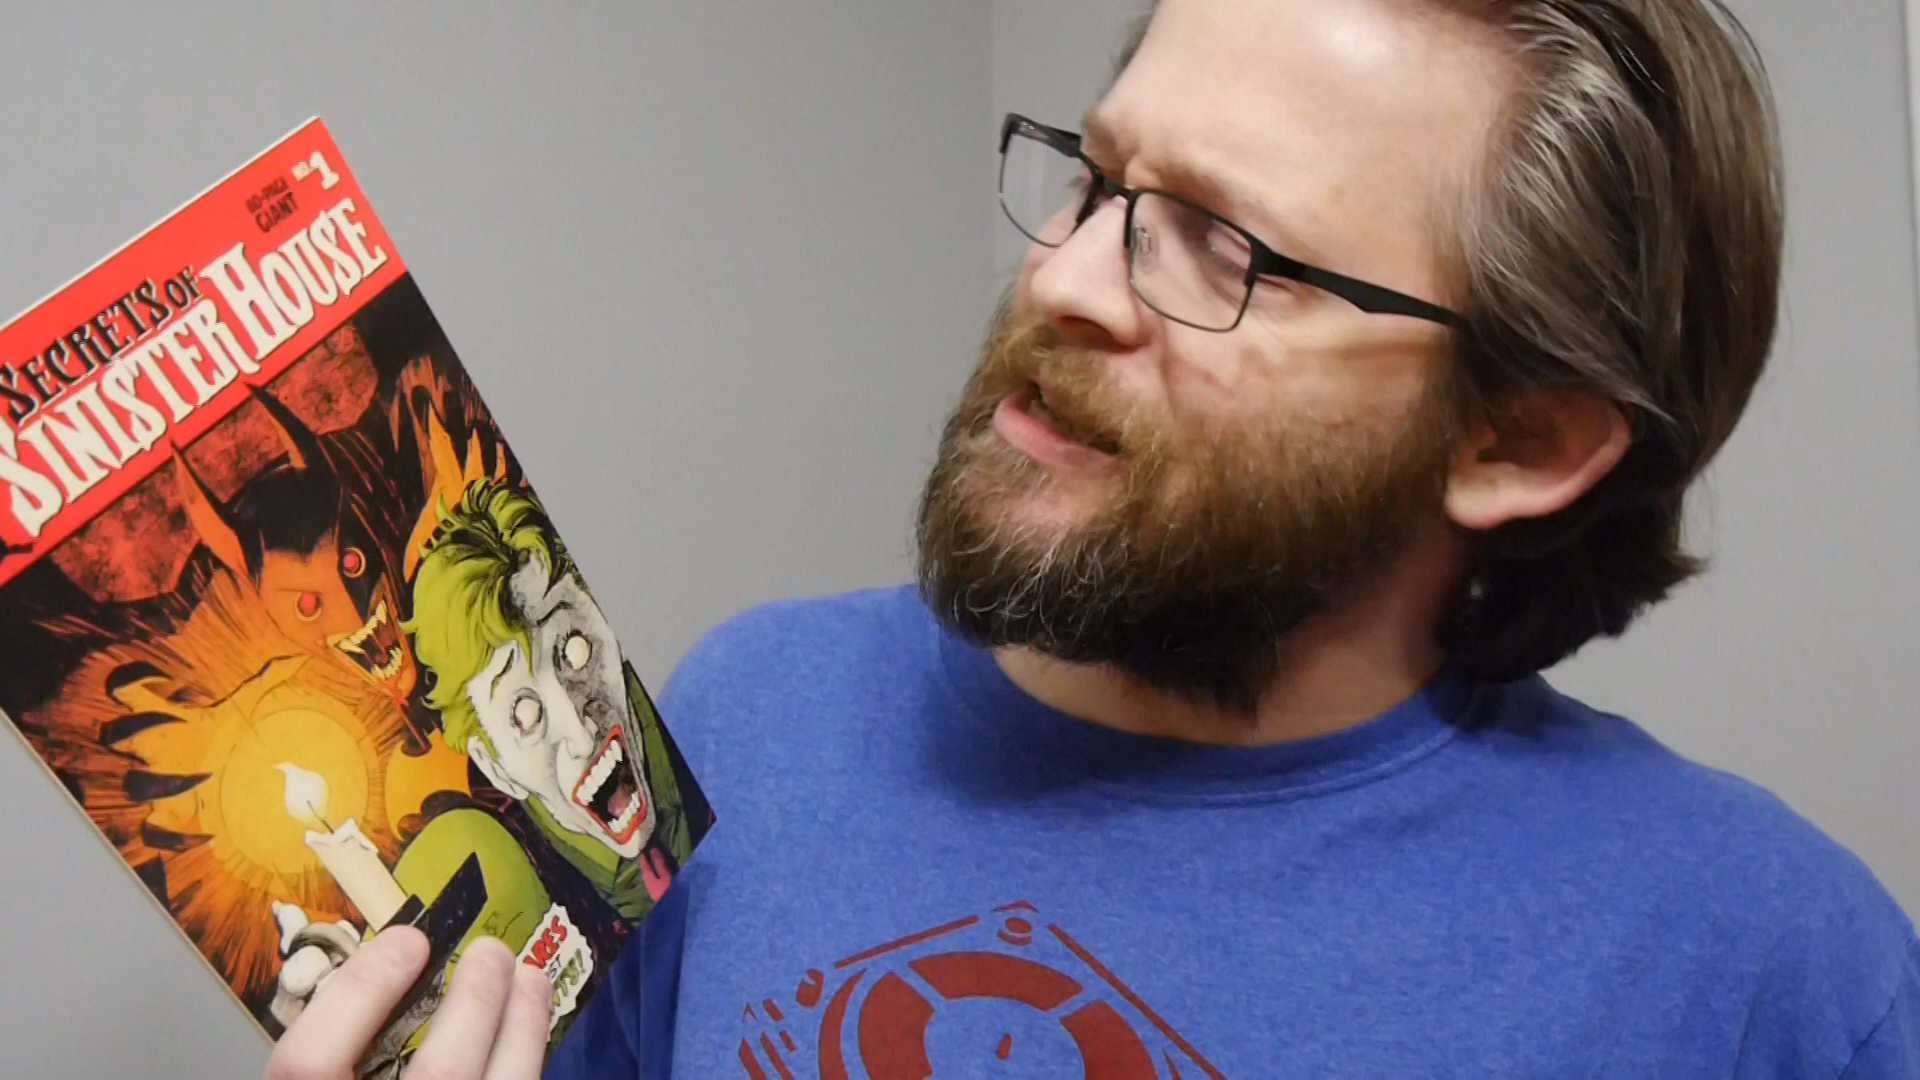 80-PAGE
GIANT
NO. 1
SECRETS OF
SINISTER HOUSE